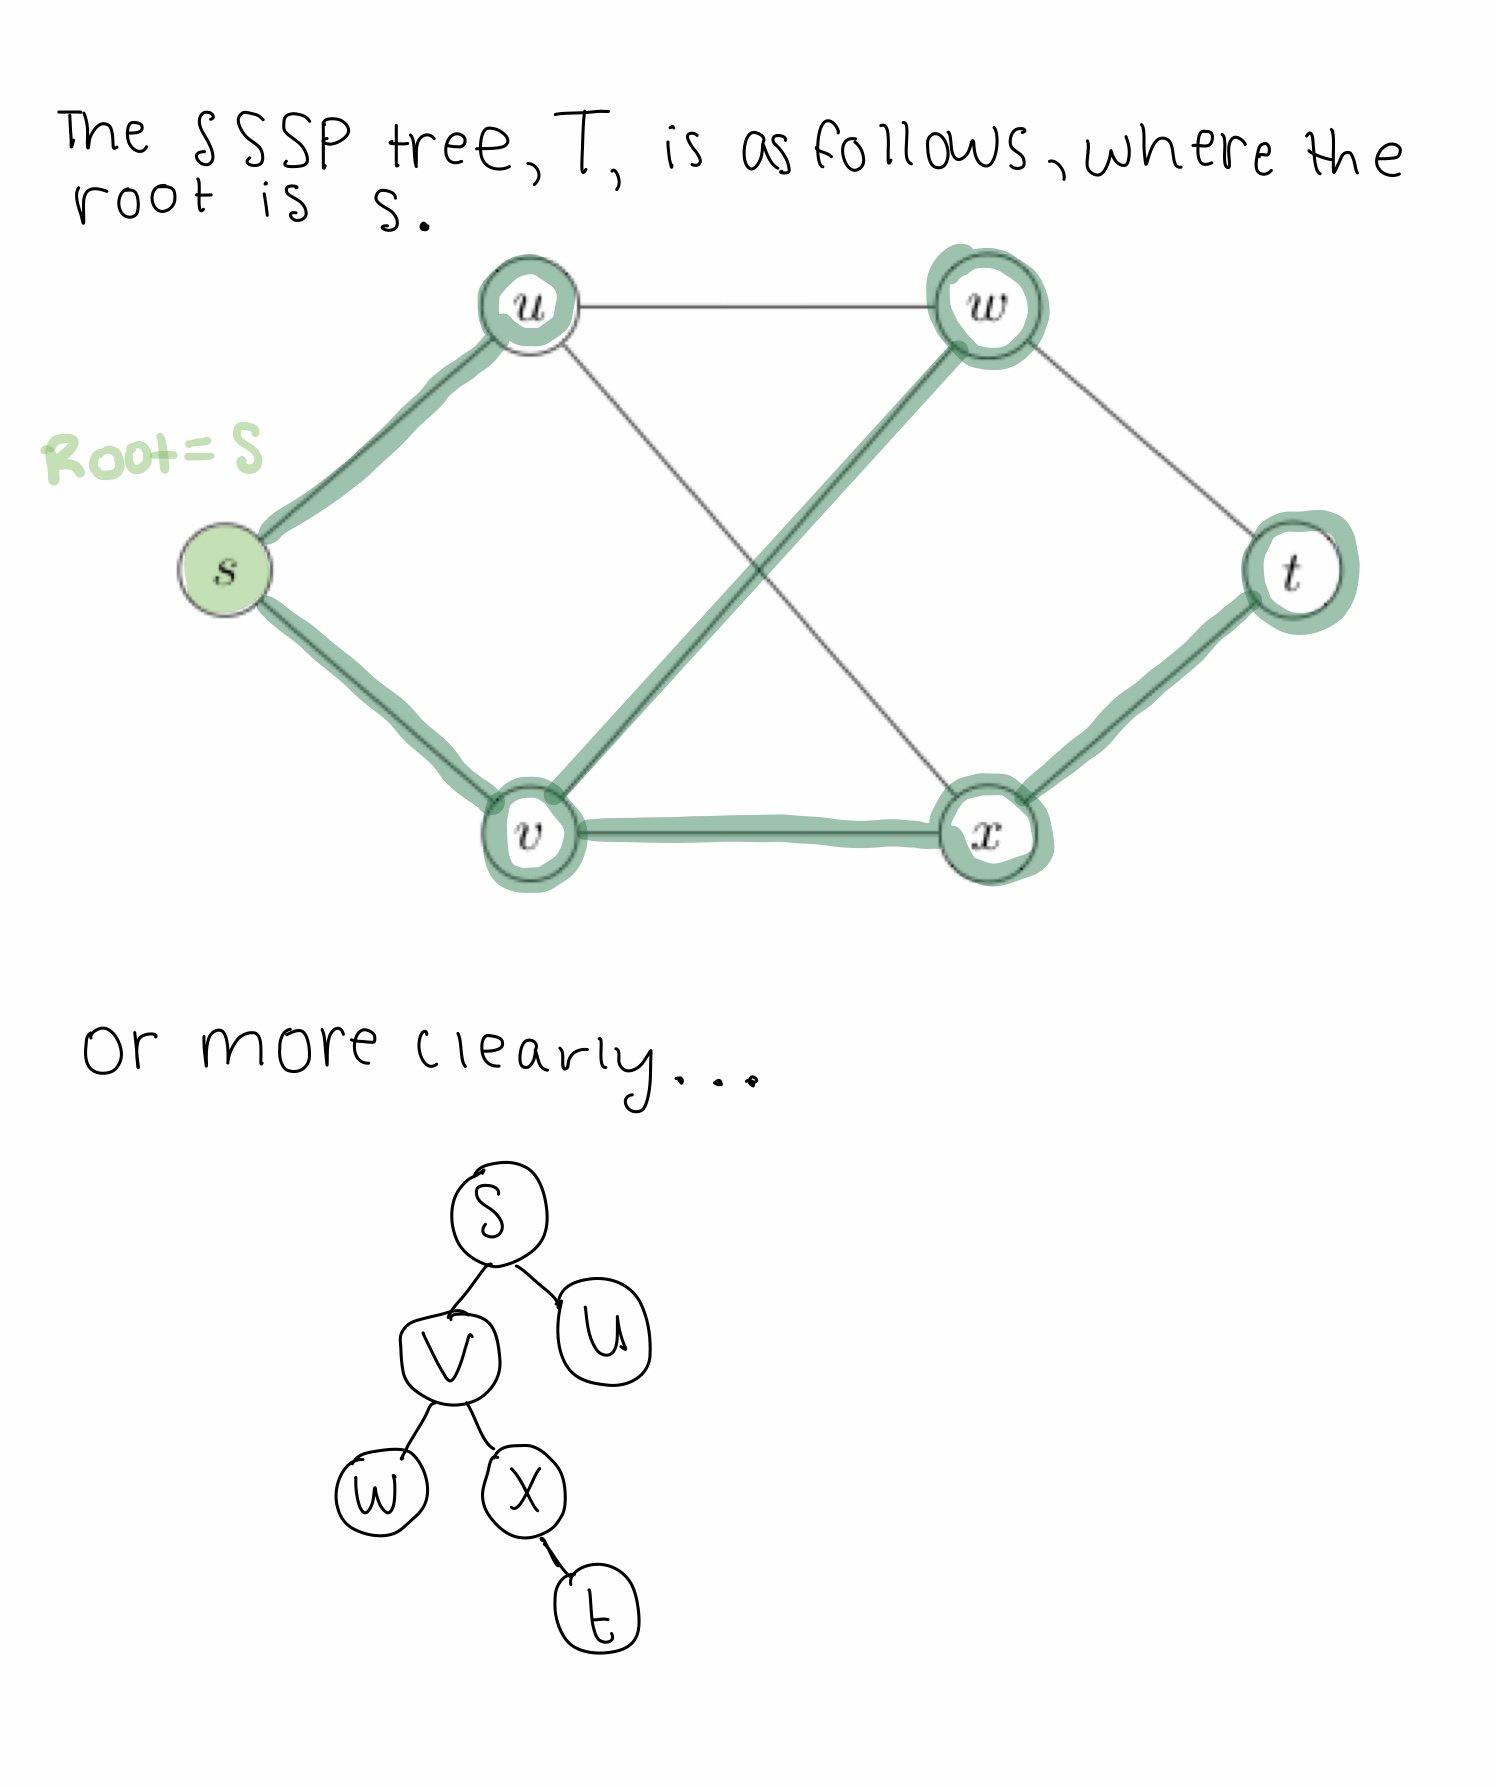 The SSSP tree, T, is as follows, where the
root is s.
u
w
Root = S
s
t
v
x
or more clearly...
S
V
U
W
X
t